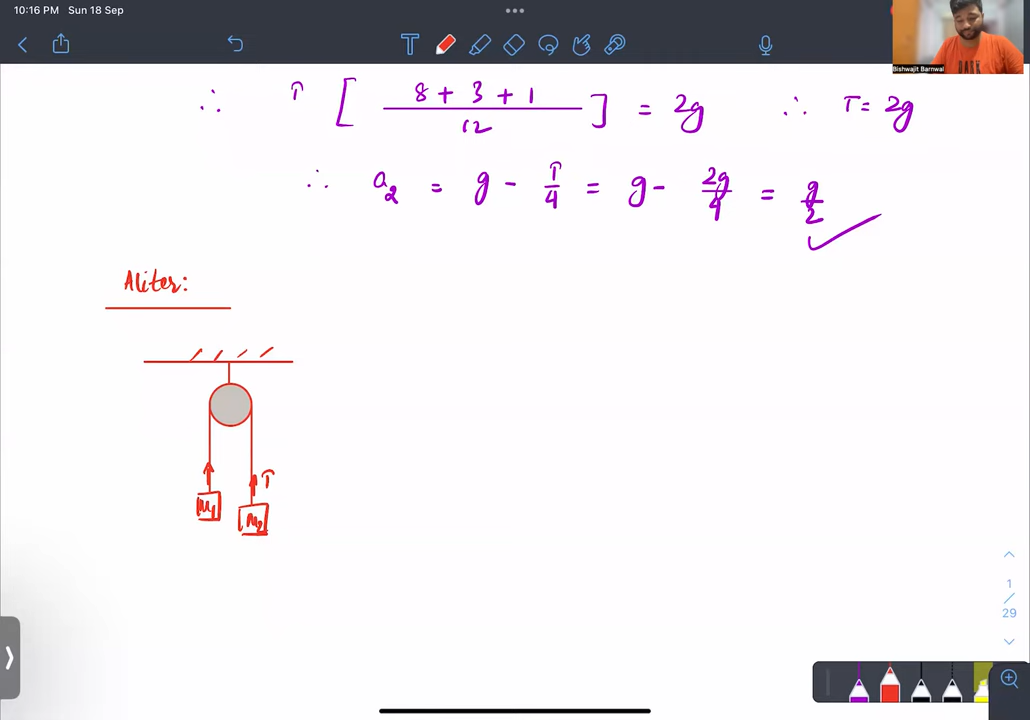 10:16 PM Sun 18 Sep
T
DARK
Bishwajit Barnwal
∴ T [ (8 + 3 + 1)/12 ] = 2g ∴ T = 2g
∴ a₂ = g - T/4 = g - 2g/4 = g/2
Aliter:
T
m₁
m₂
1
/
29